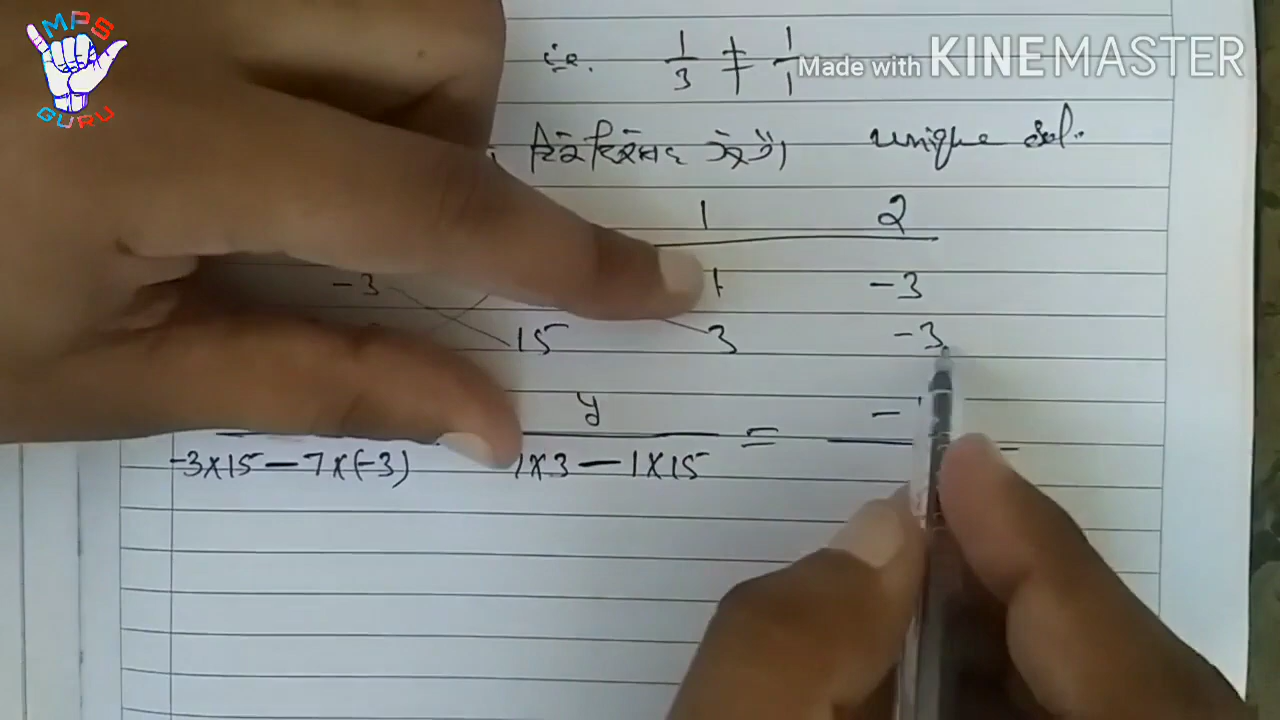 MPS
GURU
Made with KINEMASTER
i.e. 1/3 ≠ 1/1
unique sol.
1 2
-3 1 -3
15 3 -3
y = -
-3×15-7×(-3) 1×3-1×15